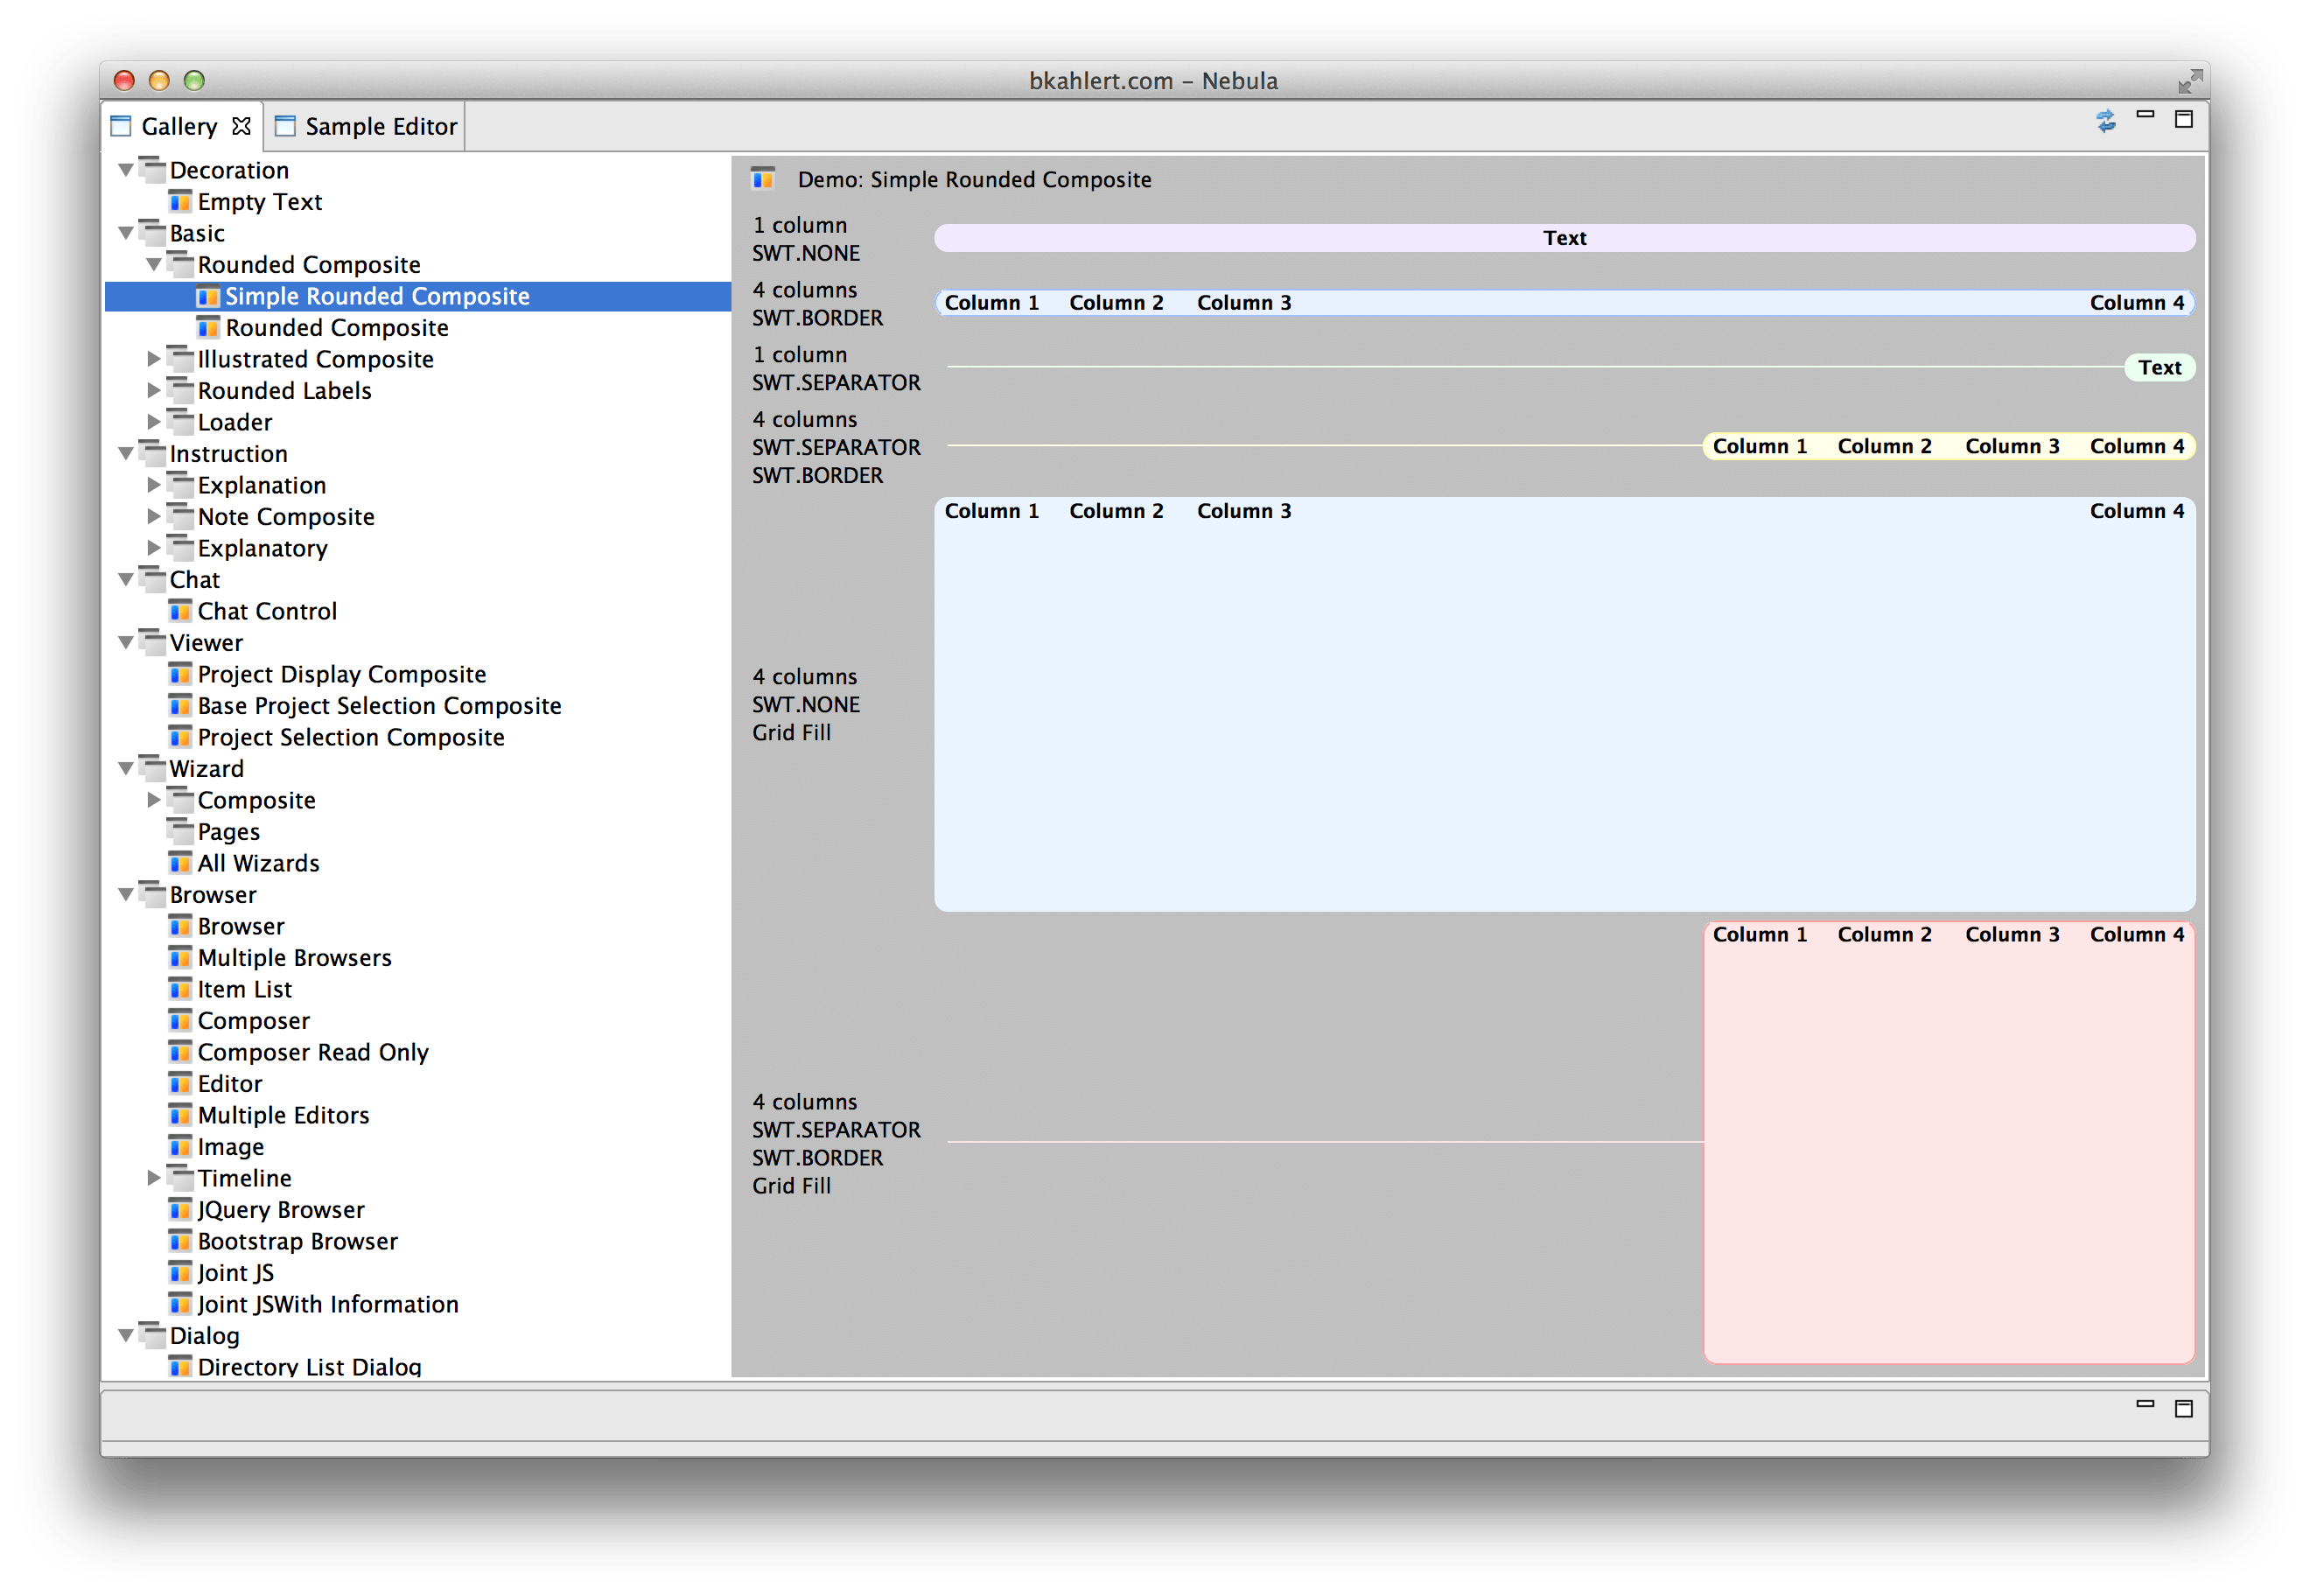 bkahlert.com – Nebula
Gallery
Sample Editor
Decoration
Empty Text
Basic
Rounded Composite
Simple Rounded Composite
Rounded Composite
Illustrated Composite
Rounded Labels
Loader
Instruction
Explanation
Note Composite
Explanatory
Chat
Chat Control
Viewer
Project Display Composite
Base Project Selection Composite
Project Selection Composite
Wizard
Composite
Pages
All Wizards
Browser
Browser
Multiple Browsers
Item List
Composer
Composer Read Only
Editor
Multiple Editors
Image
Timeline
JQuery Browser
Bootstrap Browser
Joint JS
Joint JSWith Information
Dialog
Directory List Dialog
Demo: Simple Rounded Composite
1 column
SWT.NONE
Text
4 columns
SWT.BORDER
Column 1 Column 2 Column 3 Column 4
1 column
SWT.SEPARATOR
Text
4 columns
SWT.SEPARATOR
SWT.BORDER
Column 1 Column 2 Column 3 Column 4
Column 1 Column 2 Column 3 Column 4
4 columns
SWT.NONE
Grid Fill
Column 1 Column 2 Column 3 Column 4
4 columns
SWT.SEPARATOR
SWT.BORDER
Grid Fill